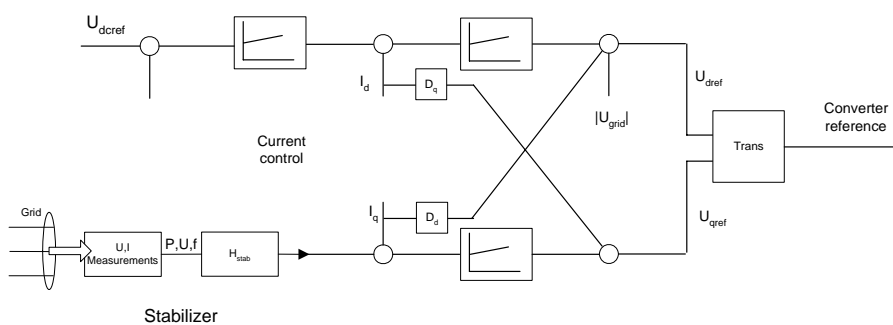 U_dcref
I_d
D_q
|U_grid|
U_dref
Converter
reference
Current
control
Trans
Grid
I_q
D_d
U_qref
U,I
Measurements
P,U,f
H_stab
Stabilizer